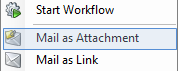 Start Workflow
Mail as Attachment
Mail as Link